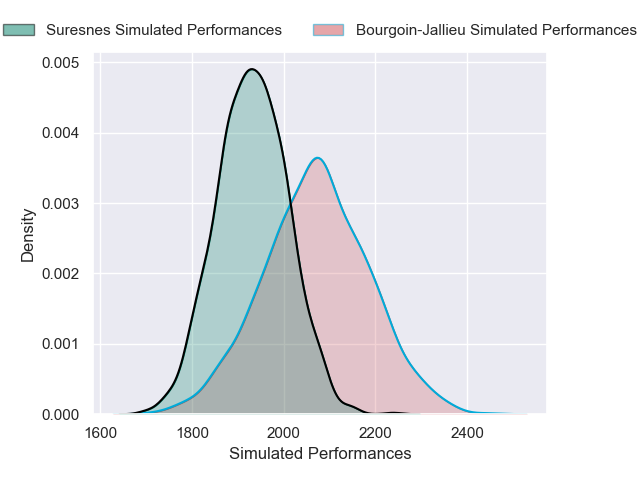 Suresnes Simulated Performances Bourgoin-Jallieu Simulated Performances
0.005
0.004
0.003
0.002
0.001
0.000
Density
1600 1800 2000 2200 2400
Simulated Performances